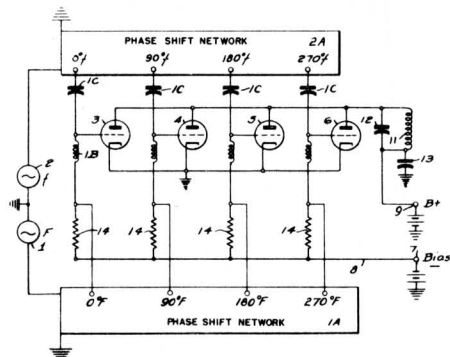 PHASE SHIFT NETWORK 2A
0°f 90°f 180°f 270°f
1C 1C 1C 1C
3 4 5 6 12 11
1B 13
2
f
F
1
14 14 14 14
9 B+
7
Bias
8
0°F 90°F 180°F 270°F
PHASE SHIFT NETWORK 1A